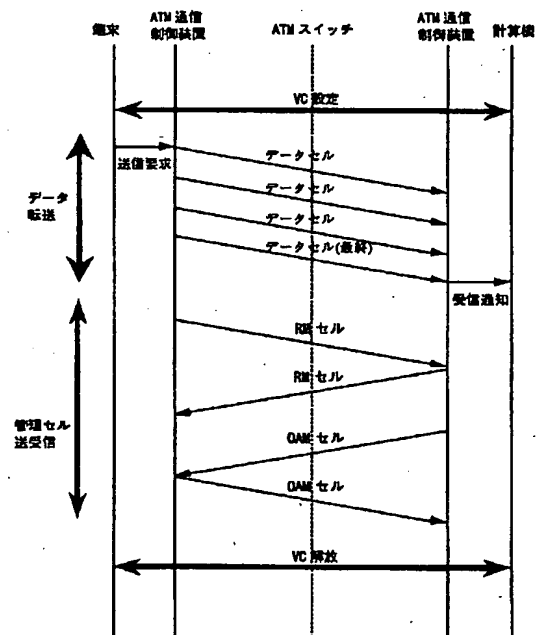 端末
ATM 通信
制御装置
ATM スイッチ
ATM 通信
制御装置
計算機
VC 設定
送信要求
データセル
データセル
データセル
データセル(最終)
データ
転送
受信通知
RM セル
RM セル
管理セル
送受信
OAM セル
OAM セル
VC 解放